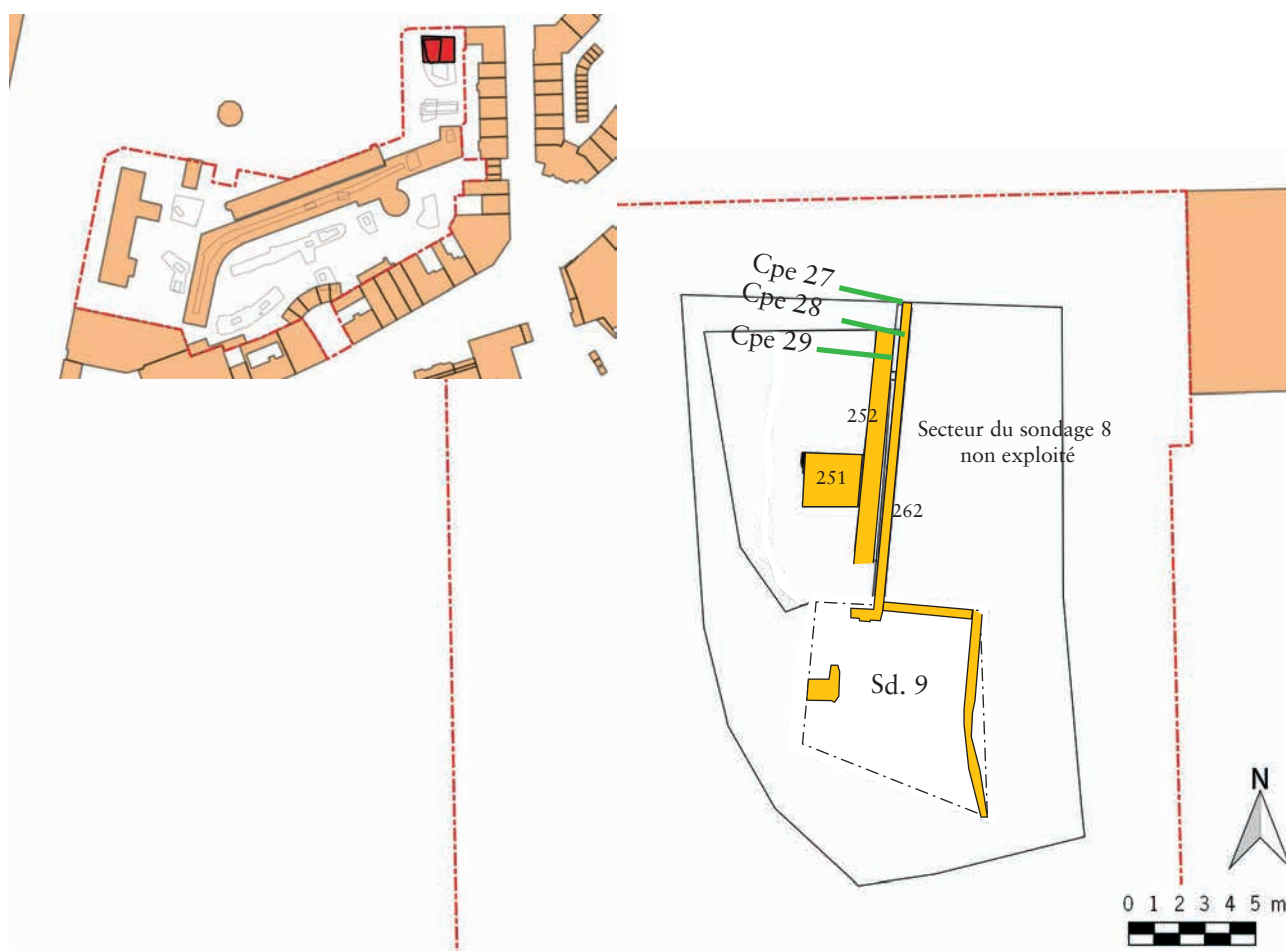 Cpe 27
Cpe 28
Cpe 29
252
Secteur du sondage 8
non exploité
251
262
Sd. 9
N
0 1 2 3 4 5 m